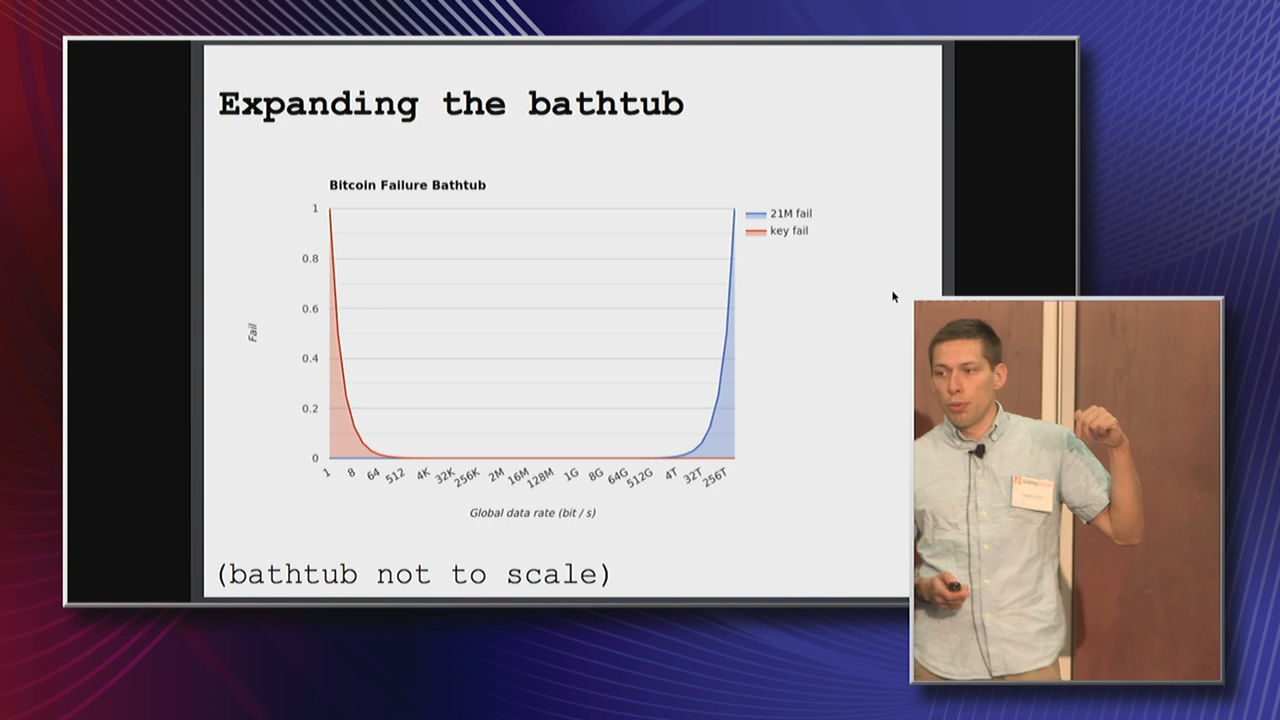 Expanding the bathtub
Bitcoin Failure Bathtub
1
0.8
0.6
0.4
0.2
0
Fail
21M fail
key fail
1 8 64 512 4K 32K 256K 2M 16M 128M 1G 8G 64G 512G 4T 32T 256T
Global data rate (bit / s)
(bathtub not to scale)